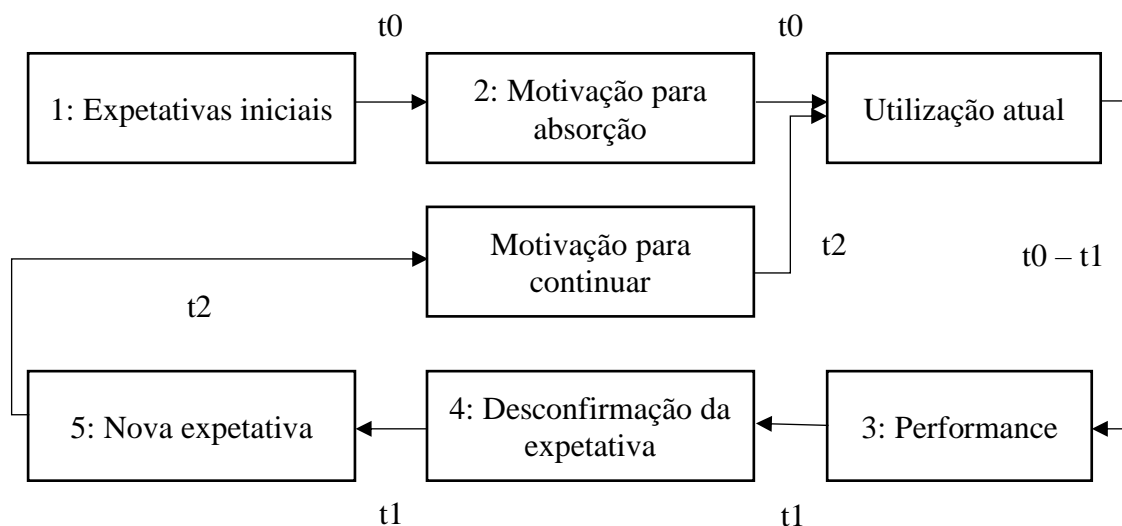 t0
t0
1: Expetativas iniciais
2: Motivação para
absorção
Utilização atual
Motivação para
continuar
t2
t0 – t1
t2
5: Nova expetativa
4: Desconfirmação da
expetativa
3: Performance
t1
t1